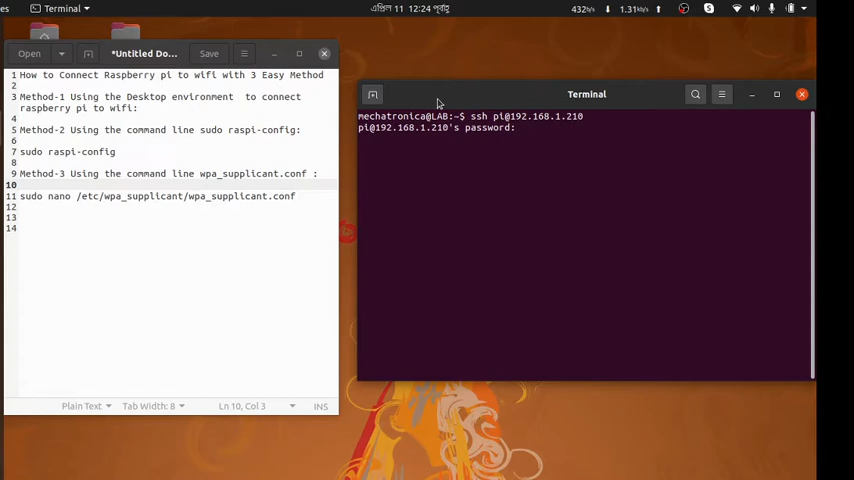 es
Terminal
এপ্রিল 11 12:24 পূর্বাহ্ণ
432b/s
1.31kb/s
Open
*Untitled Do...
Save
1 How to Connect Raspberry pi to wifi with 3 Easy Method
2
3 Method-1 Using the Desktop environment  to connect
raspberry pi to wifi:
4
5 Method-2 Using the command line sudo raspi-config:
6
7 sudo raspi-config
8
9 Method-3 Using the command line wpa_supplicant.conf :
10
11 sudo nano /etc/wpa_supplicant/wpa_supplicant.conf
12
13
14
Plain Text
Tab Width: 8
Ln 10, Col 3
INS
Terminal
mechatronica@LAB:~$ ssh pi@192.168.1.210
pi@192.168.1.210's password: